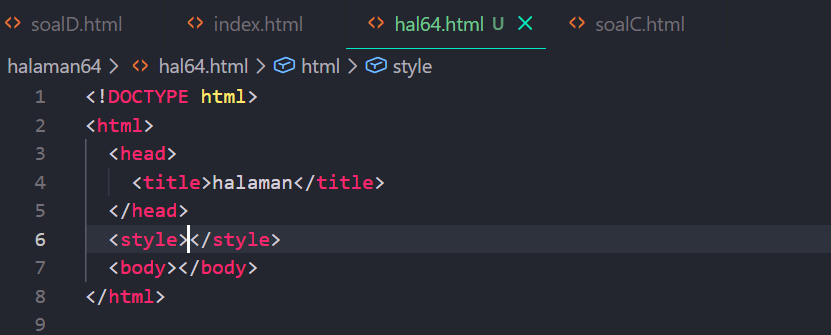 <> soalD.html <> index.html <> hal64.html U × <> soalC.html
halaman64 > <> hal64.html > html > style
1 <!DOCTYPE html>
2 <html>
3 <head>
4 <title>halaman</title>
5 </head>
6 <style></style>
7 <body></body>
8 </html>
9